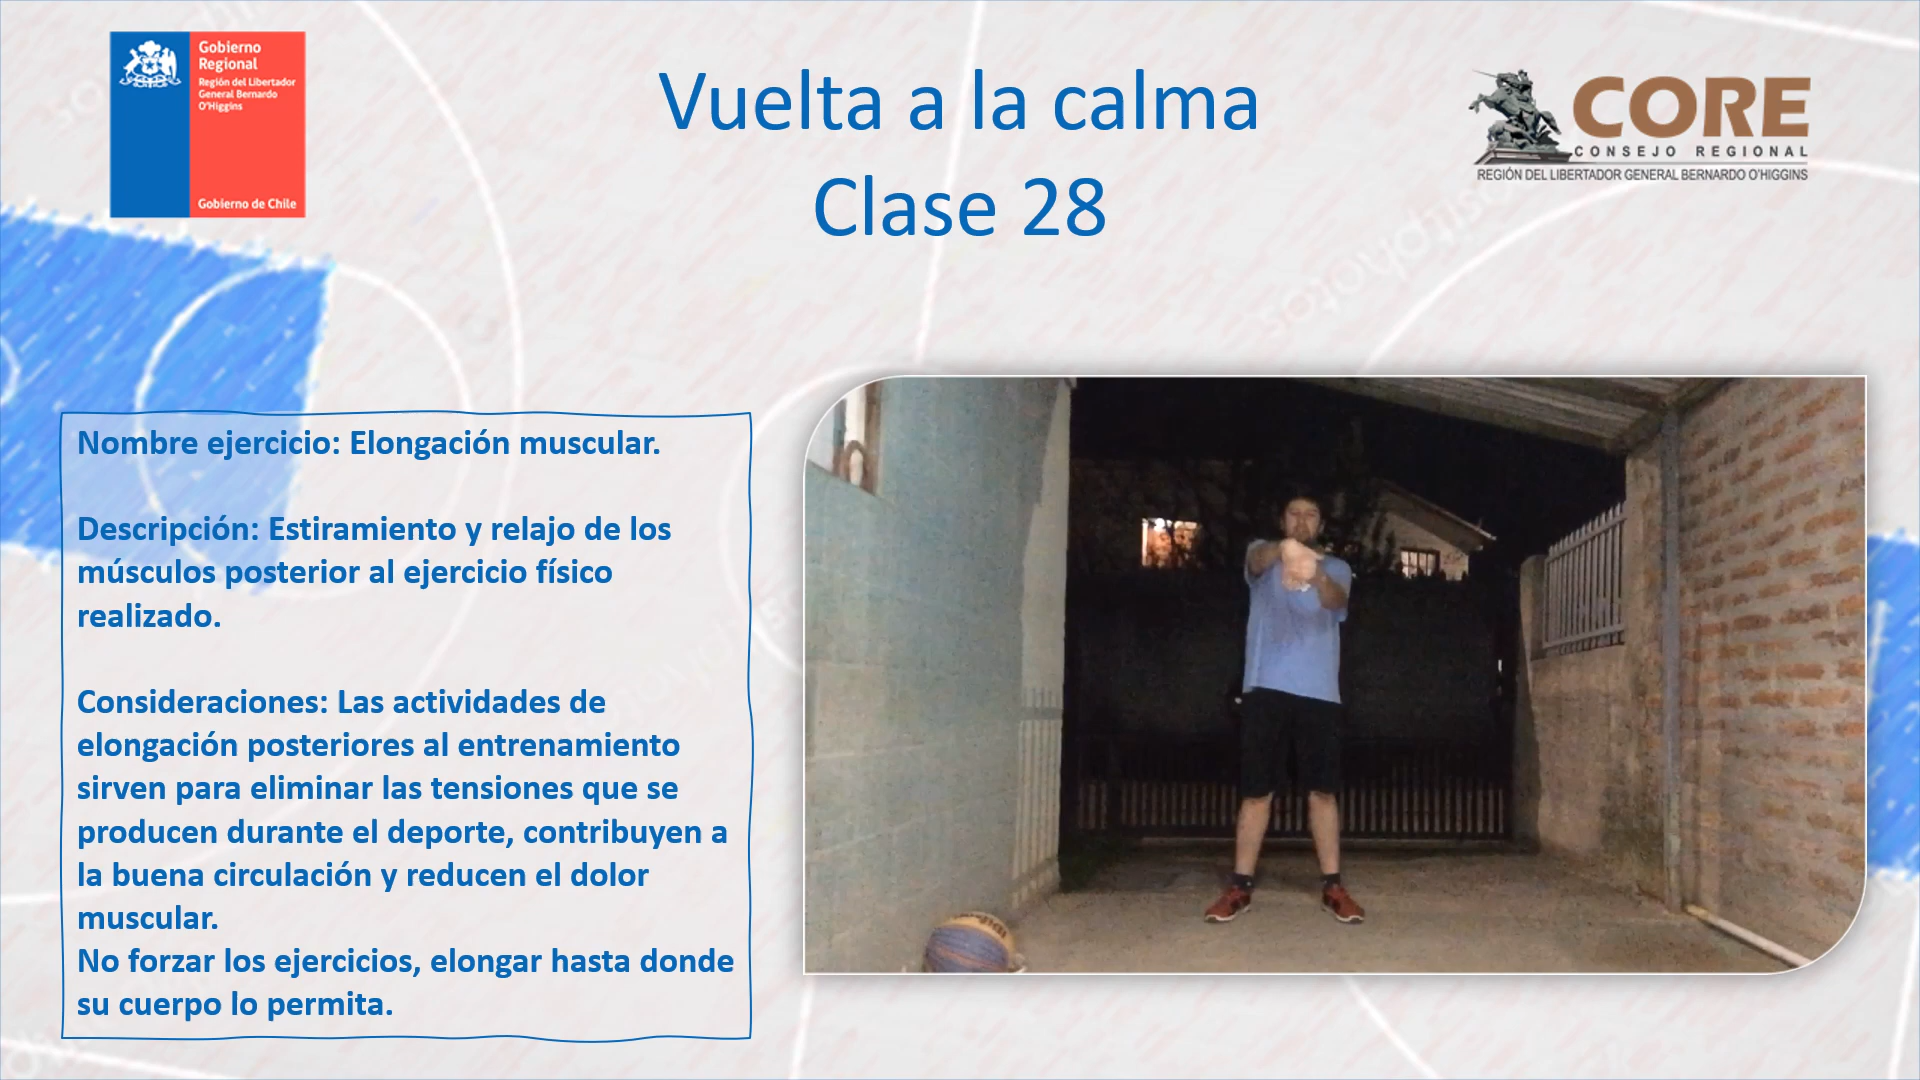 Gobierno
Regional
Región del Libertador
General Bernardo
O'Higgins
Gobierno de Chile
Vuelta a la calma
Clase 28
CORE
CONSEJO REGIONAL
REGIÓN DEL LIBERTADOR GENERAL BERNARDO O'HIGGINS
Nombre ejercicio: Elongación muscular.
Descripción: Estiramiento y relajo de los
músculos posterior al ejercicio físico
realizado.
Consideraciones: Las actividades de
elongación posteriores al entrenamiento
sirven para eliminar las tensiones que se
producen durante el deporte, contribuyen a
la buena circulación y reducen el dolor
muscular.
No forzar los ejercicios, elongar hasta donde
su cuerpo lo permita.